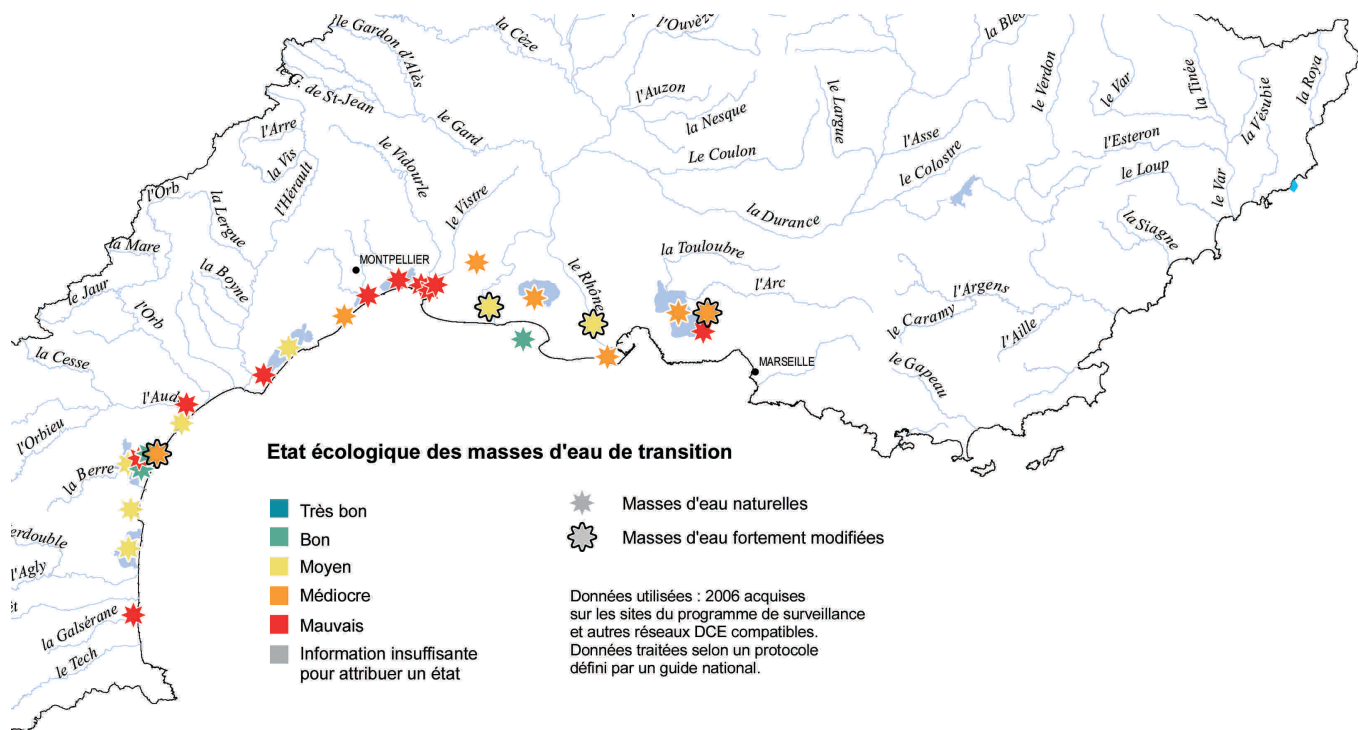 le Gardon d'Alès
la Cèze
l'Ouvèze
la Bléo
le G. de St-Jean
l'Auzon
le Largue
le Verdon
le Var
la Tinée
la Vésubie
la Roya
l'Arre
la Vis
le Gard
la Nesque
Le Coulon
l'Asse
le Colostre
l'Esteron
l'Orb
la Lergue
l'Hérault
le Vidourle
le Vistre
la Durance
le Loup
le Var
la Siagne
la Mare
la Boyne
MONTPELLIER
le Rhône
la Touloubre
l'Arc
l'Argens
le Jaur
l'Orb
le Caramy
l'Aille
la Cesse
l'Aude
MARSEILLE
le Gapeau
l'Orbieu
la Berre
erdouble
l'Agly
êt
la Galsérane
le Tech
Etat écologique des masses d'eau de transition
Très bon
Bon
Moyen
Médiocre
Mauvais
Information insuffisante
pour attribuer un état
Masses d'eau naturelles
Masses d'eau fortement modifiées
Données utilisées : 2006 acquises
sur les sites du programme de surveillance
et autres réseaux DCE compatibles.
Données traitées selon un protocole
défini par un guide national.